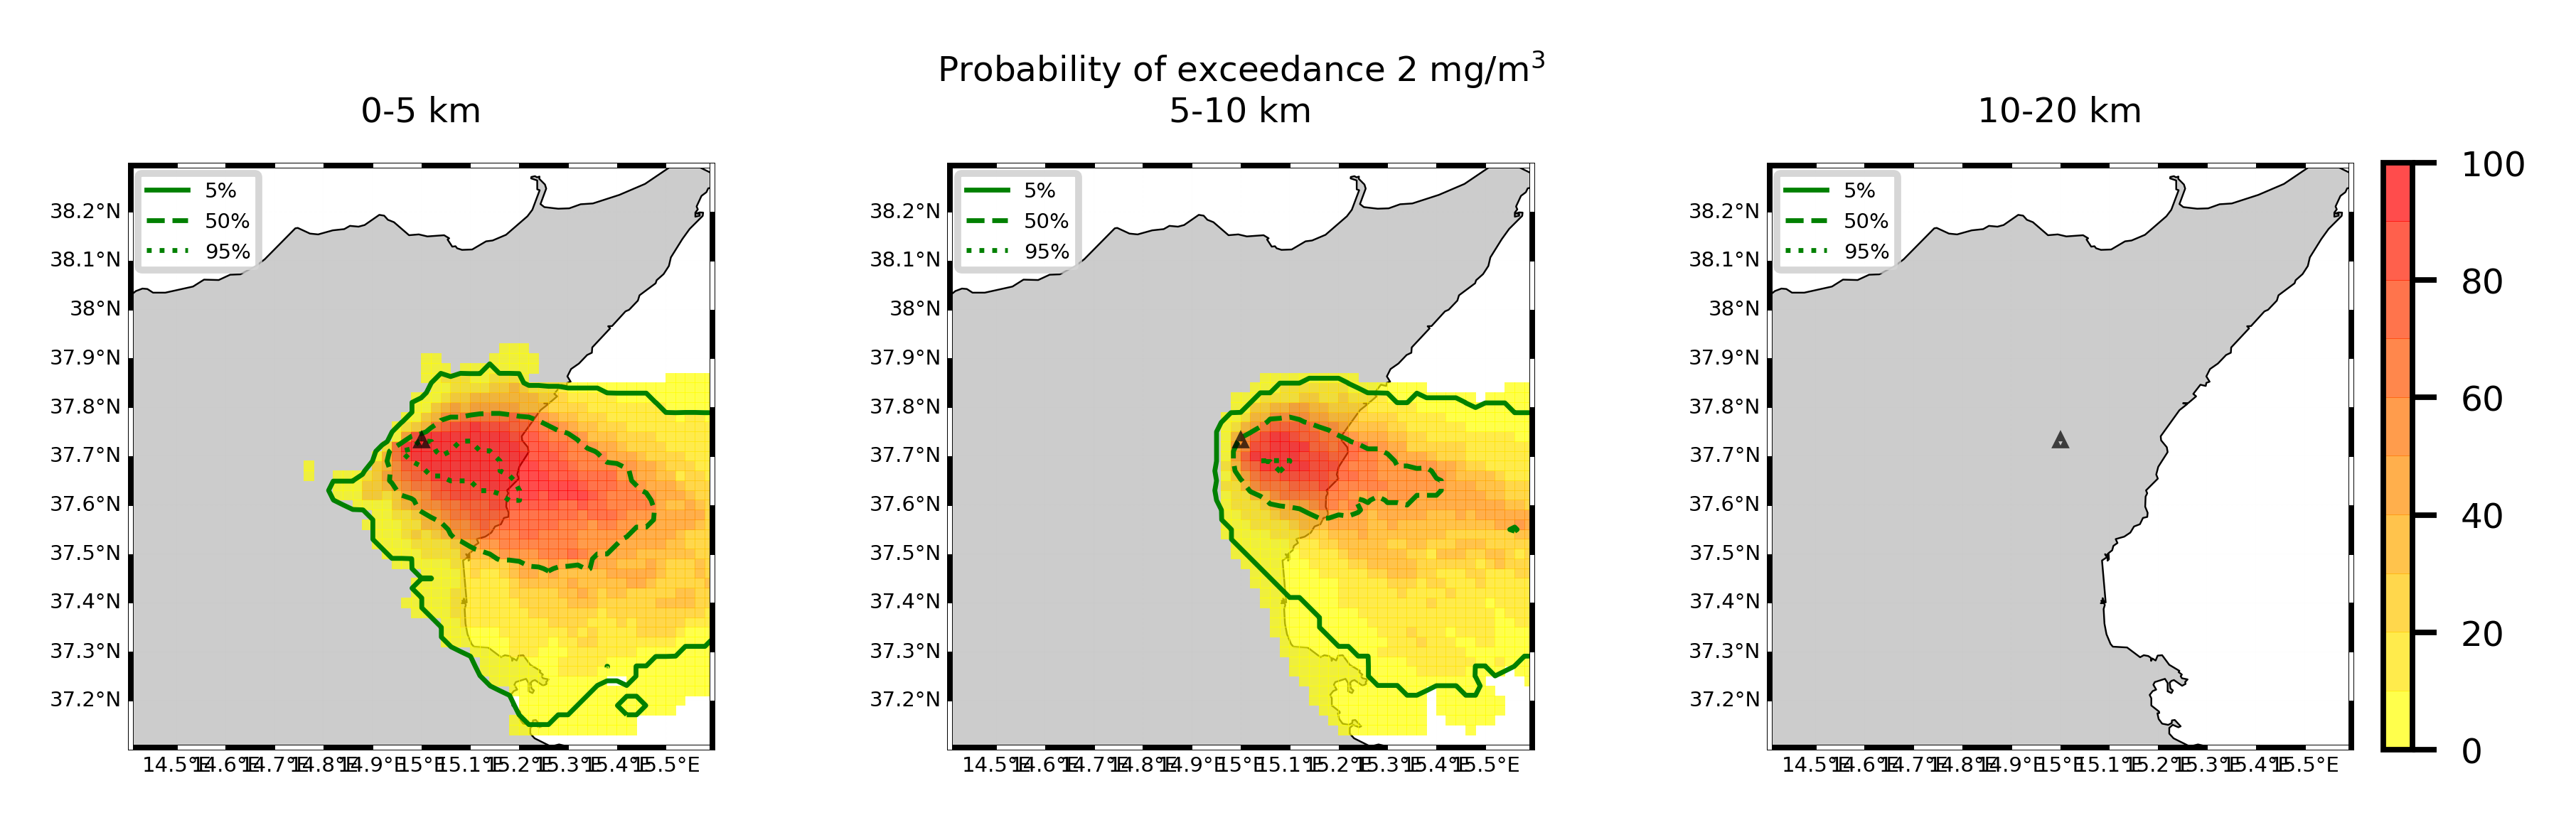 Probability of exceedance 2 mg/m³
0-5 km
5%
50%
95%
38.2°N
38.1°N
38°N
37.9°N
37.8°N
37.7°N
37.6°N
37.5°N
37.4°N
37.3°N
37.2°N
14.5°E 14.6°E 14.7°E 14.8°E 14.9°E 15°E 15.1°E 15.2°E 15.3°E 15.4°E 15.5°E
5-10 km
5%
50%
95%
38.2°N
38.1°N
38°N
37.9°N
37.8°N
37.7°N
37.6°N
37.5°N
37.4°N
37.3°N
37.2°N
14.5°E 14.6°E 14.7°E 14.8°E 14.9°E 15°E 15.1°E 15.2°E 15.3°E 15.4°E 15.5°E
10-20 km
5%
50%
95%
38.2°N
38.1°N
38°N
37.9°N
37.8°N
37.7°N
37.6°N
37.5°N
37.4°N
37.3°N
37.2°N
14.5°E 14.6°E 14.7°E 14.8°E 14.9°E 15°E 15.1°E 15.2°E 15.3°E 15.4°E 15.5°E
100
80
60
40
20
0